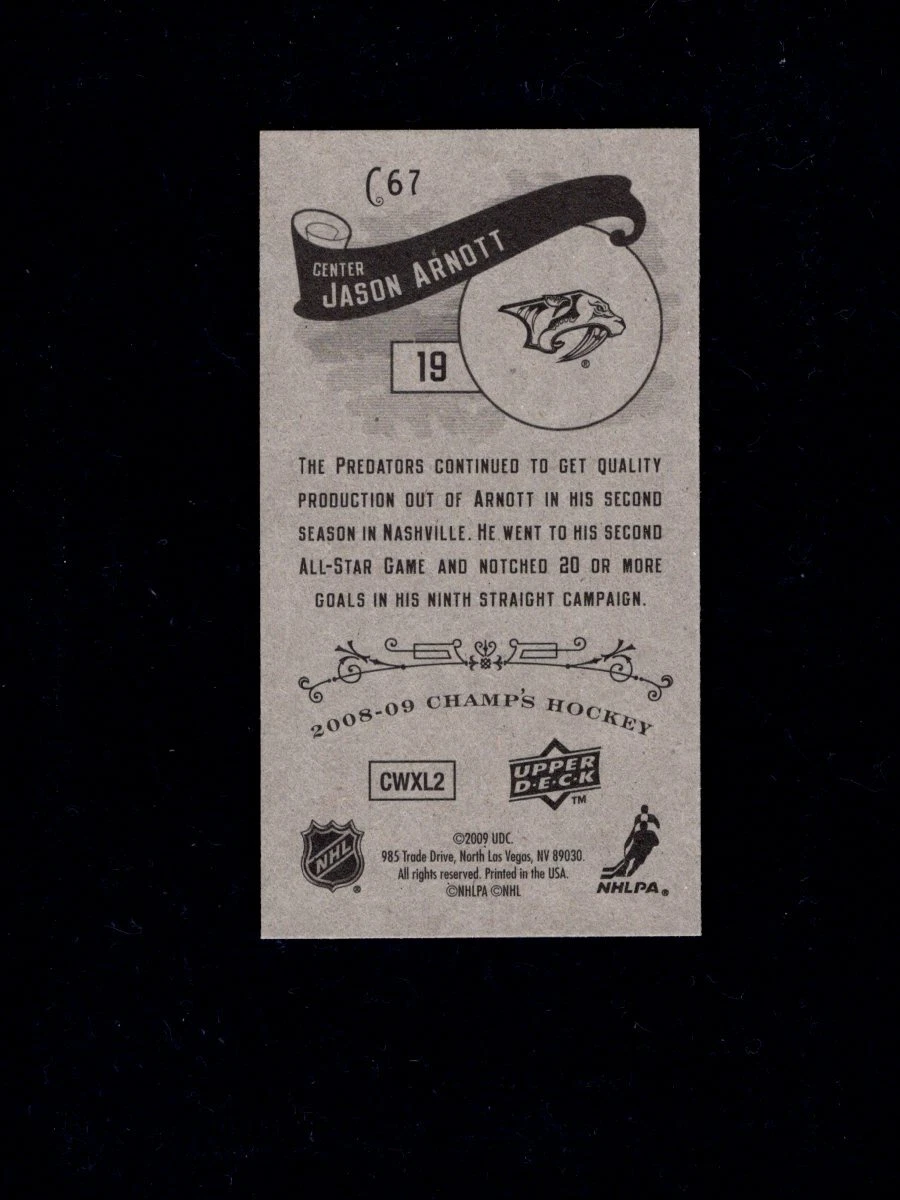 C67
CENTER
JASON ARNOTT
19
®
THE PREDATORS CONTINUED TO GET QUALITY
PRODUCTION OUT OF ARNOTT IN HIS SECOND
SEASON IN NASHVILLE. HE WENT TO HIS SECOND
ALL-STAR GAME AND NOTCHED 20 OR MORE
GOALS IN HIS NINTH STRAIGHT CAMPAIGN.
2008-09 CHAMP'S HOCKEY
CWXL2
UPPER
D·E·C·K
TM
NHL
®
©2009 UDC.
985 Trade Drive, North Las Vegas, NV 89030.
All rights reserved. Printed in the USA.
©NHLPA ©NHL
NHLPA®